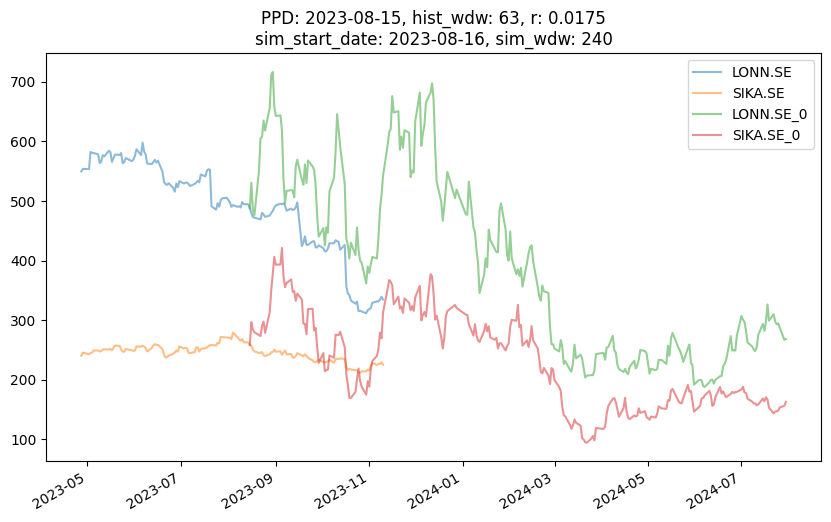 PPD: 2023-08-15, hist_wdw: 63, r: 0.0175
sim_start_date: 2023-08-16, sim_wdw: 240
LONN.SE
SIKA.SE
LONN.SE_0
SIKA.SE_0
700
600
500
400
300
200
100
2023-05
2023-07
2023-09
2023-11
2024-01
2024-03
2024-05
2024-07